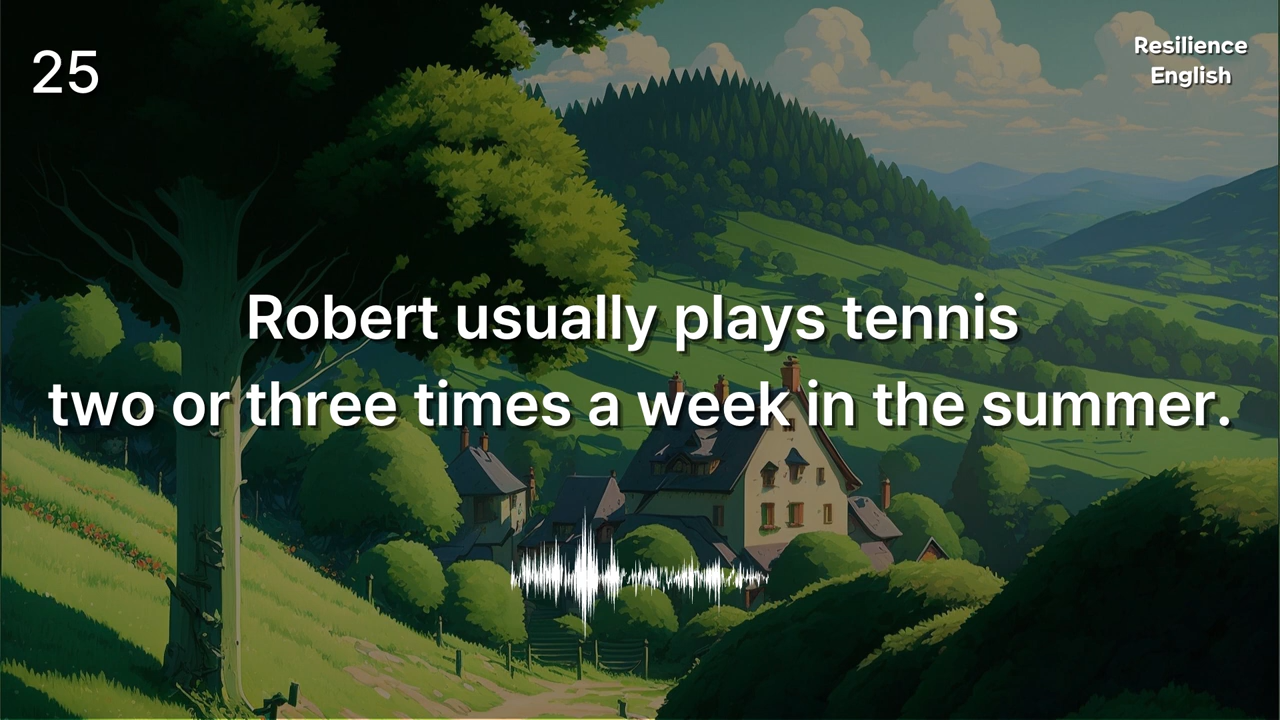 25
Resilience
English
Robert usually plays tennis
two or three times a week in the summer.